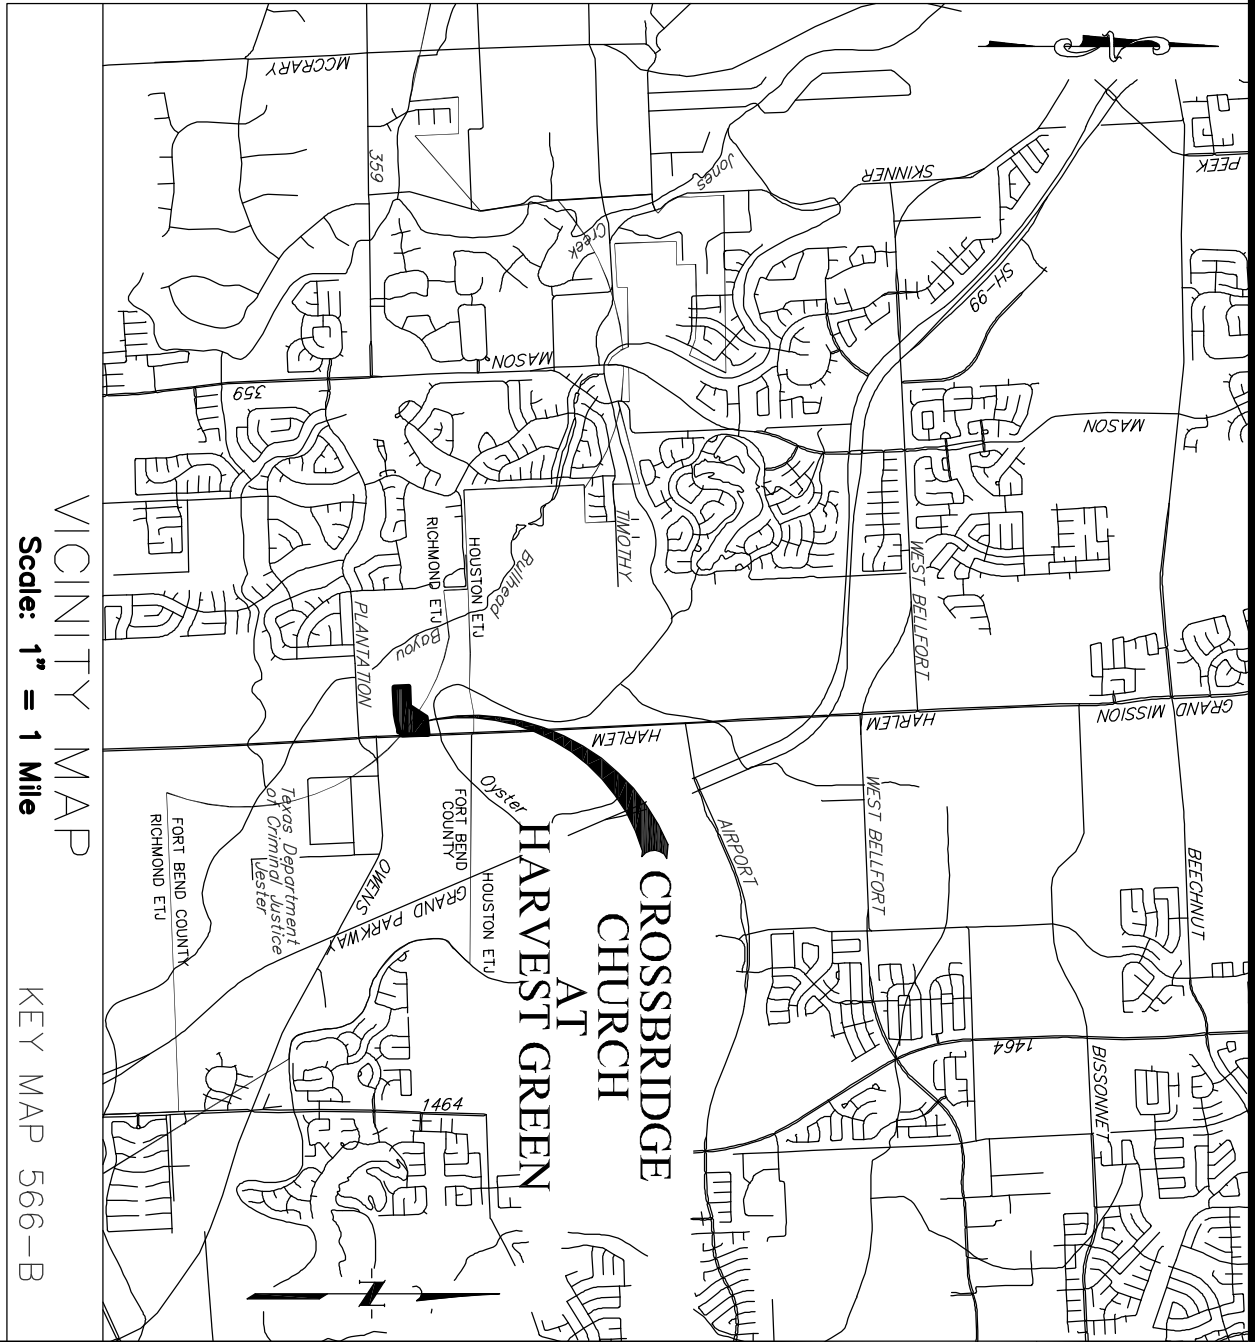 MCCRARY
359
Jones
Creek
SKINNER
PEEK
SH-99
MASON
359
MASON
TIMOTHY
WEST BELLFORT
RICHMOND ETJ
HOUSTON ETJ
Bullhead
Bayou
PLANTATION
HARLEM
HARLEM
GRAND MISSION
Oyster
FORT BEND
COUNTY
HOUSTON ETJ
Texas Department
of Criminal Justice
Jester
OWENS
GRAND PARKWAY
FORT BEND COUNTY
RICHMOND ETJ
AIRPORT
WEST BELLFORT
BEECHNUT
CROSSBRIDGE
CHURCH
AT
HARVEST GREEN
1464
1464
BISSONNET
N
VICINITY MAP
Scale: 1" = 1 Mile
KEY MAP 566-B